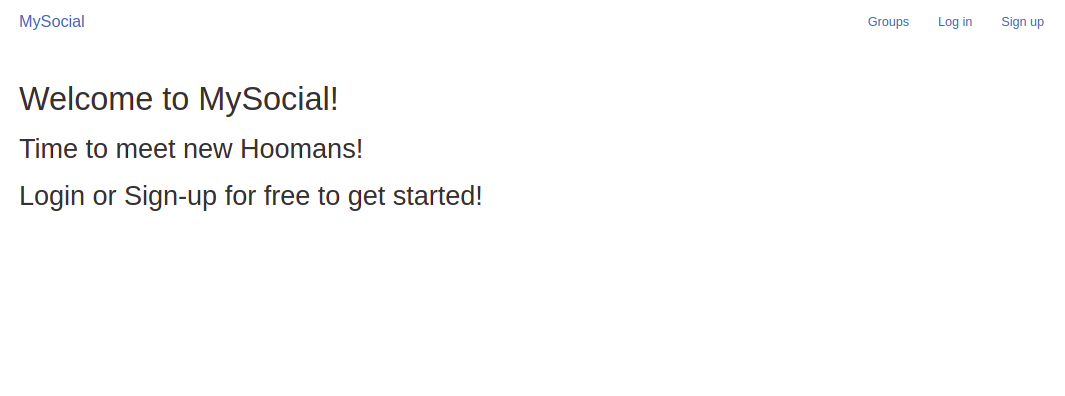 MySocial Groups Log in Sign up
Welcome to MySocial!
Time to meet new Hoomans!
Login or Sign-up for free to get started!